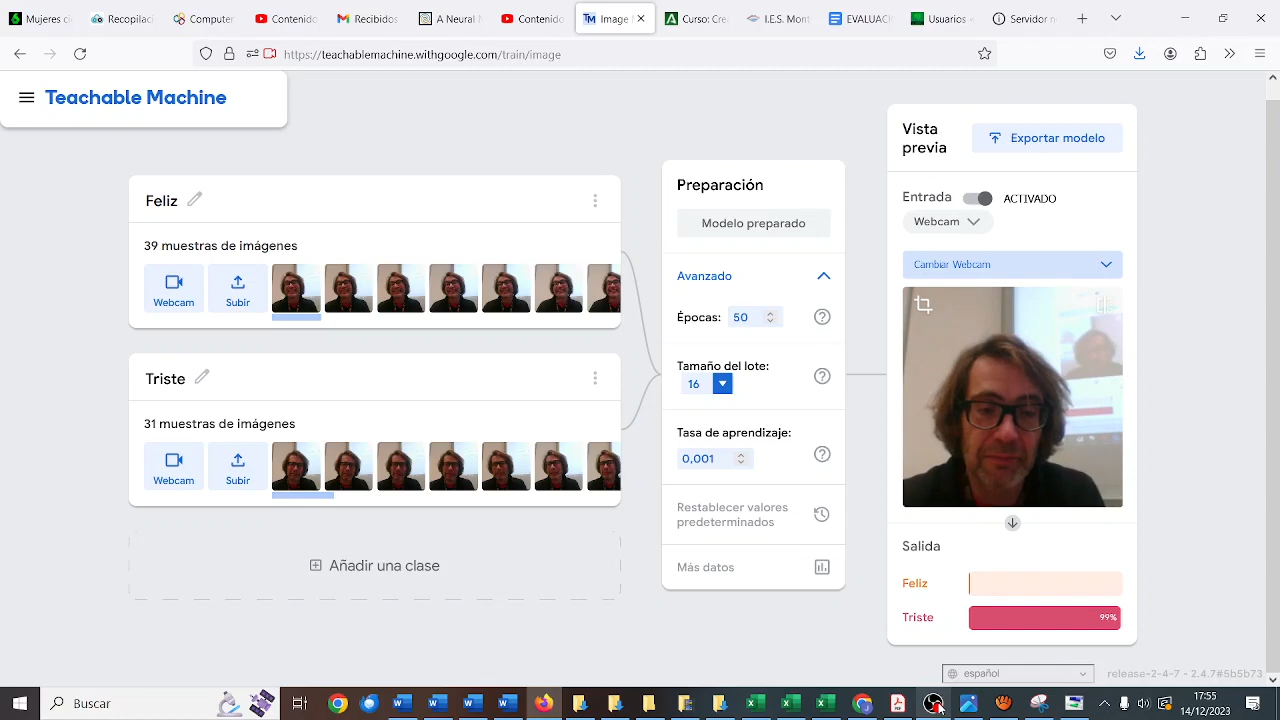 Mujeres c
Recopilaci
Computer
Contenido
Recibidos
A Neural N
Contenido
TM Image
Curso: Cre
I.E.S. Mont
EVALUACI
Usuarios
Servidor n
https://teachablemachine.withgoogle.com/train/image
Teachable Machine
Feliz
39 muestras de imágenes
Webcam
Subir
Triste
31 muestras de imágenes
Webcam
Subir
Añadir una clase
Preparación
Modelo preparado
Avanzado
Épocas: 50
Tamaño del lote:
16
Tasa de aprendizaje:
0,001
Restablecer valores
predeterminados
Más datos
Vista
previa
Exportar modelo
Entrada ACTIVADO
Webcam
Cambiar Webcam
Salida
Feliz
Triste 99%
español
release-2-4-7 - 2.4.7#5b5b73
Buscar
17:55
14/12/2023